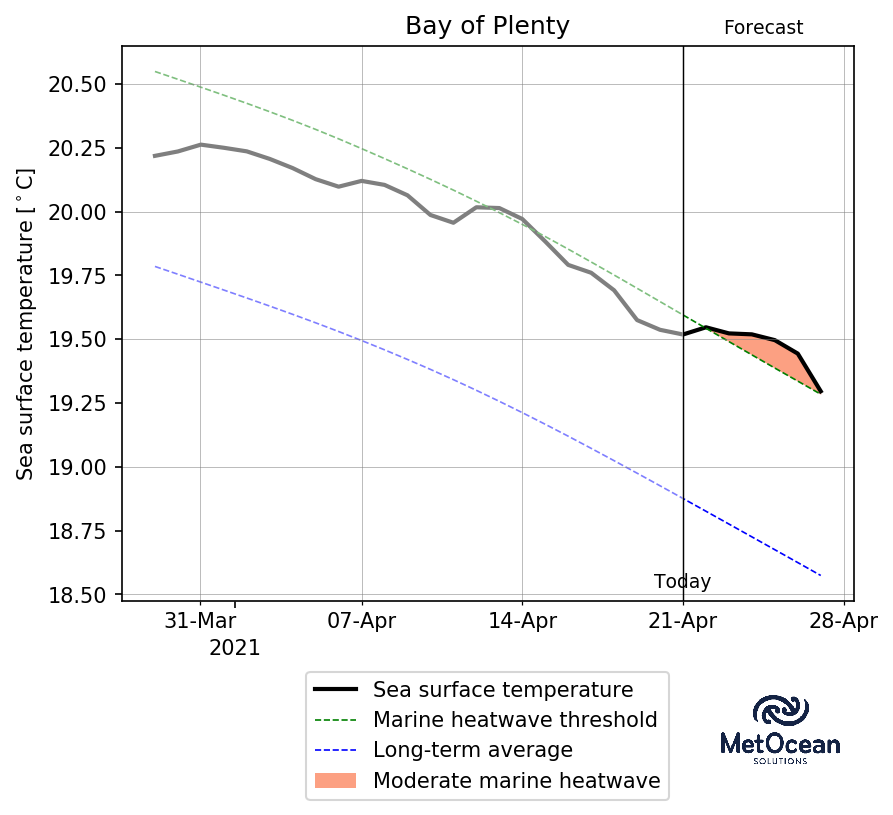 Bay of Plenty
Forecast
Sea surface temperature [°C]
20.50
20.25
20.00
19.75
19.50
19.25
19.00
18.75
18.50
Today
31-Mar
07-Apr
14-Apr
21-Apr
28-Apr
2021
Sea surface temperature
Marine heatwave threshold
Long-term average
Moderate marine heatwave
MetOcean
SOLUTIONS